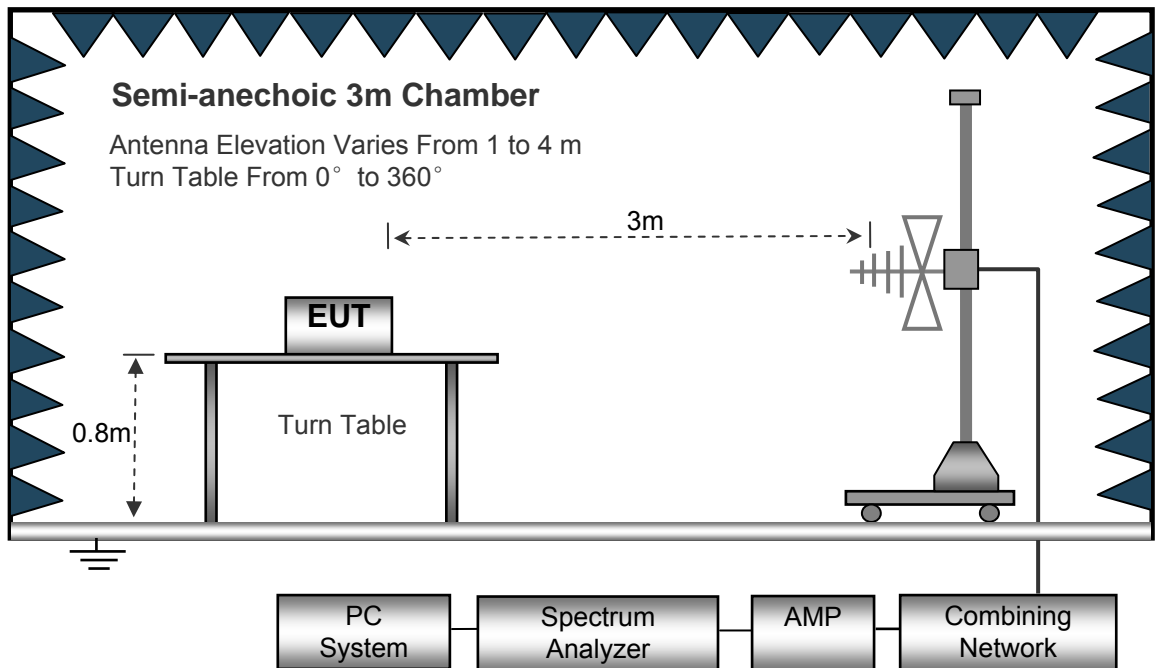 Semi-anechoic 3m Chamber
Antenna Elevation Varies From 1 to 4 m
Turn Table From 0° to 360°
3m
EUT
0.8m
Turn Table
PC
System
Spectrum
Analyzer
AMP
Combining
Network